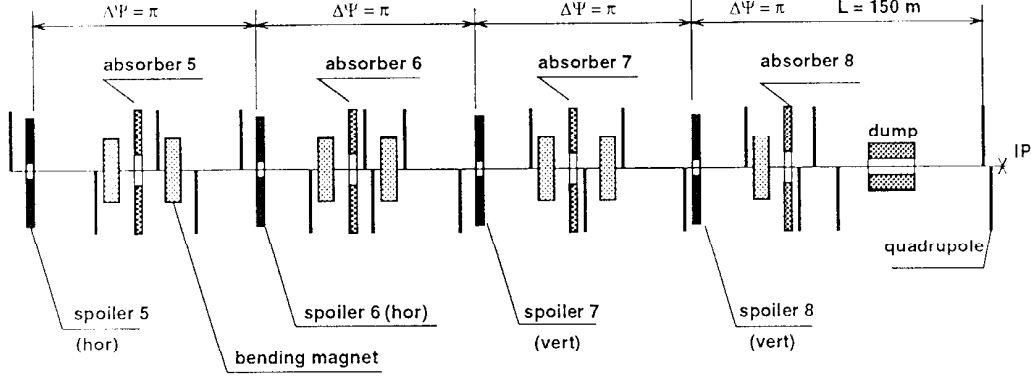 ΔΨ = π
ΔΨ = π
ΔΨ = π
ΔΨ = π
L = 150 m
absorber 5
absorber 6
absorber 7
absorber 8
dump
IP
quadrupole
spoiler 5
(hor)
spoiler 6 (hor)
spoiler 7
(vert)
spoiler 8
(vert)
bending magnet